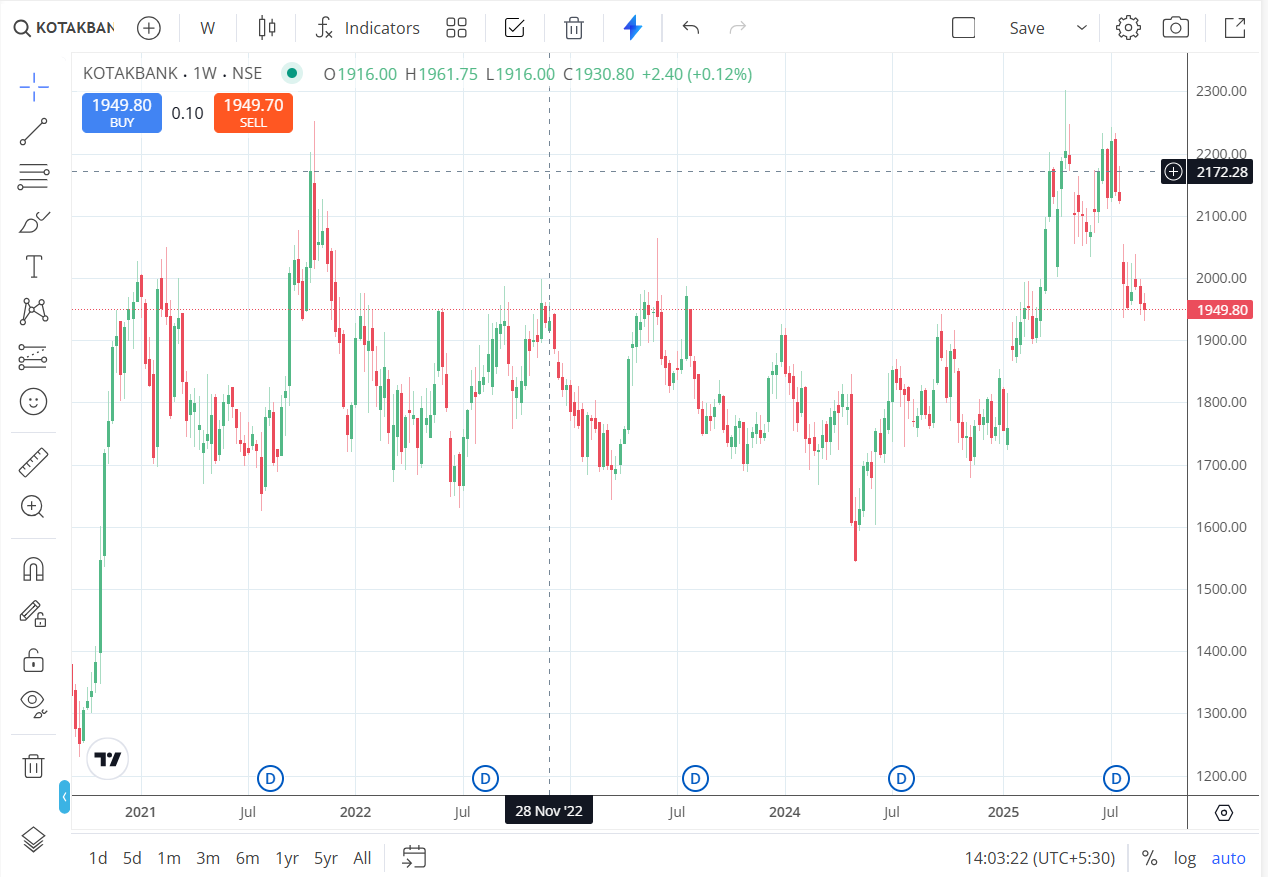 KOTAKBAN W Indicators Save
KOTAKBANK · 1W · NSE O1916.00 H1961.75 L1916.00 C1930.80 +2.40 (+0.12%)
1949.80 BUY 0.10 1949.70 SELL
2300.00
2200.00
2172.28
2100.00
2000.00
1949.80
1900.00
1800.00
1700.00
1600.00
1500.00
1400.00
1300.00
1200.00
D D D D D
2021 Jul 2022 Jul 28 Nov '22 Jul 2024 Jul 2025 Jul
1d 5d 1m 3m 6m 1yr 5yr All 14:03:22 (UTC+5:30) % log auto